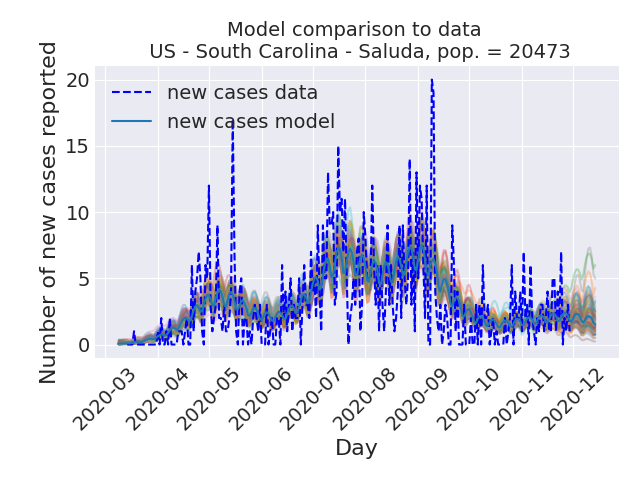 Model comparison to data
US - South Carolina - Saluda, pop. = 20473
Number of new cases reported
20
15
10
5
0
new cases data
new cases model
2020-03
2020-04
2020-05
2020-06
2020-07
2020-08
2020-09
2020-10
2020-11
2020-12
Day